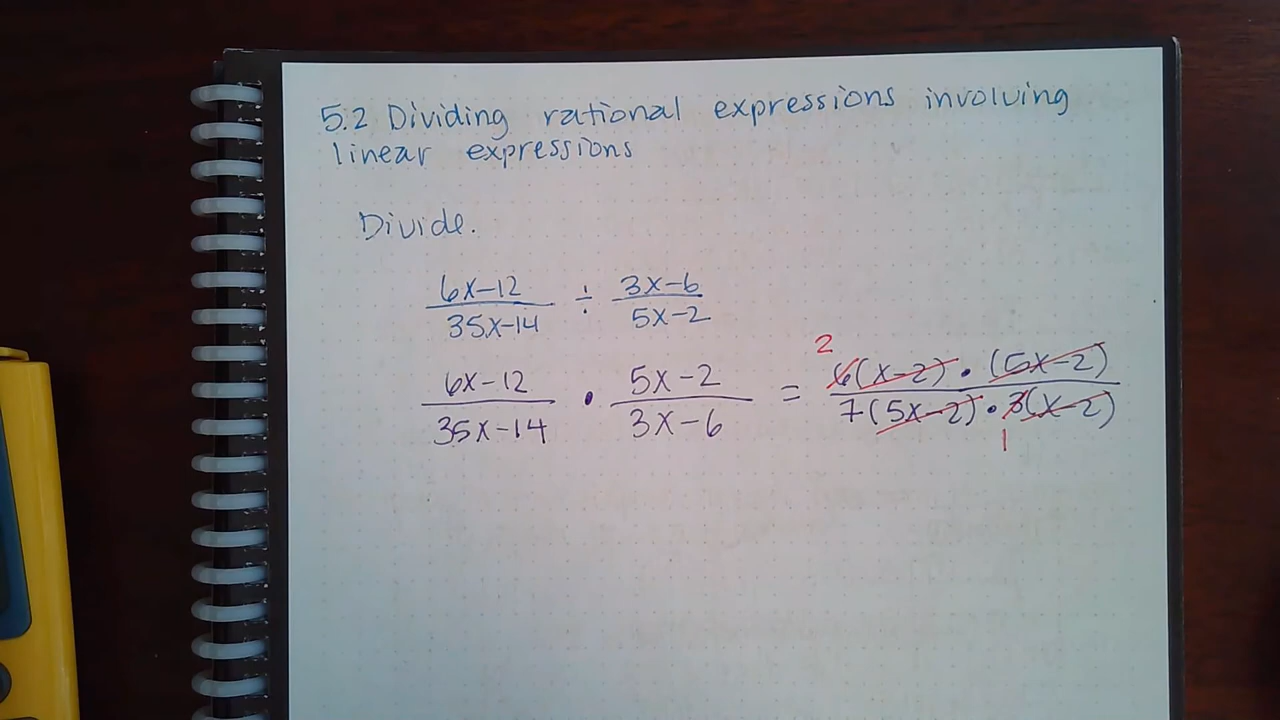 5.2 Dividing rational expressions involving
linear expressions
Divide.
6x-12 / 35x-14 ÷ 3x-6 / 5x-2
6x-12 / 35x-14 • 5x-2 / 3x-6 = 6(x-2) • (5x-2) / 7(5x-2) • 3(x-2)
2
1